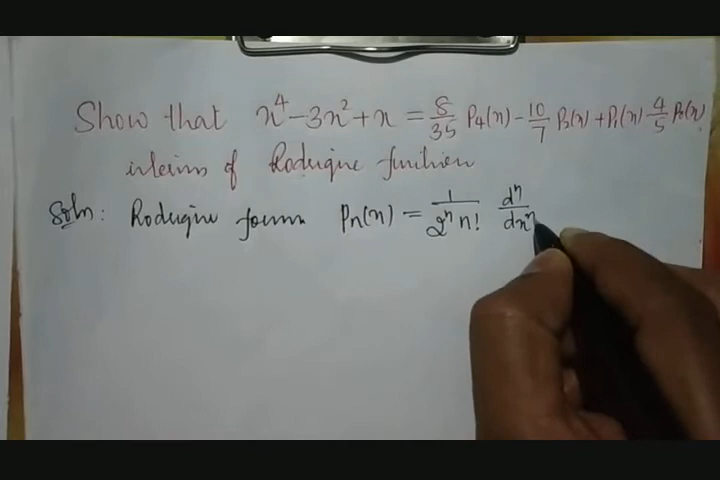 Show that x⁴ - 3x² + x = 8/35 P₄(x) - 10/7 P₂(x) + P₁(x) - 4/5 P₀(x)
interms of Rodrigue function
Soln: Rodrigue form Pn(x) = 1/2ⁿ n! dⁿ/dxⁿ